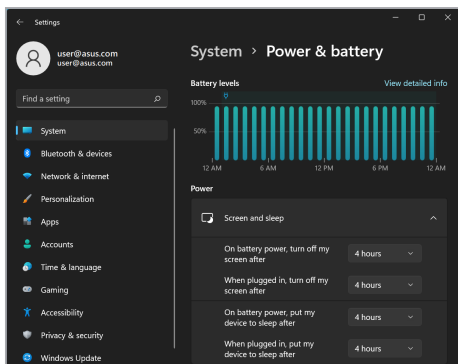 Settings
user@asus.com
user@asus.com
Find a setting
System
Bluetooth & devices
Network & internet
Personalization
Apps
Accounts
Time & language
Gaming
Accessibility
Privacy & security
Windows Update
System > Power & battery
Battery levels
View detailed info
100%
50%
12 AM 6 AM 12 PM 6 PM 12 AM
Power
Screen and sleep
On battery power, turn off my
screen after
4 hours
When plugged in, turn off my
screen after
4 hours
On battery power, put my
device to sleep after
4 hours
When plugged in, put my
device to sleep after
4 hours